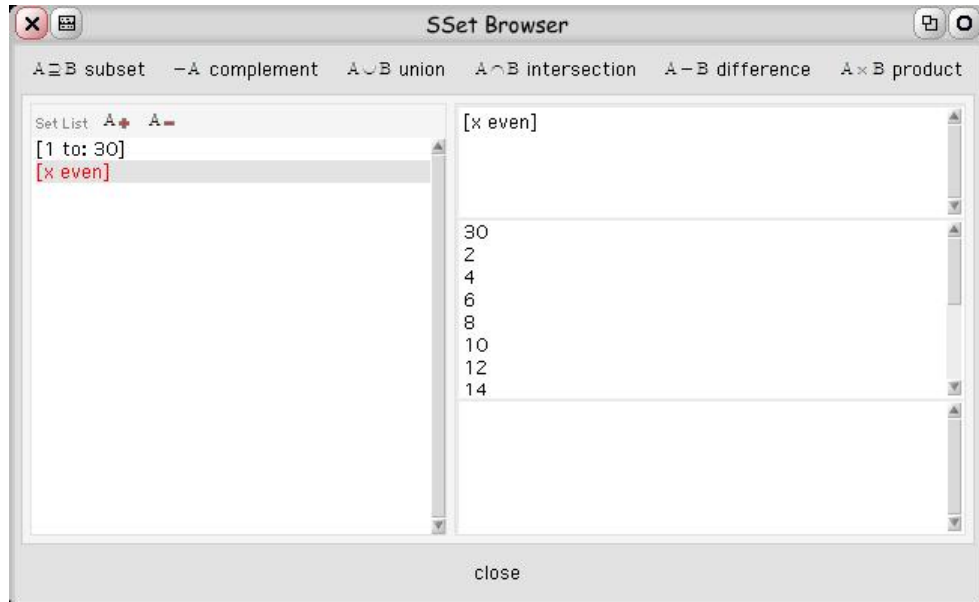 SSet Browser
A⊇B subset −A complement A∪B union A∩B intersection A−B difference A×B product
Set List A+ A−
[1 to: 30]
[x even]
[x even]
30
2
4
6
8
10
12
14
close